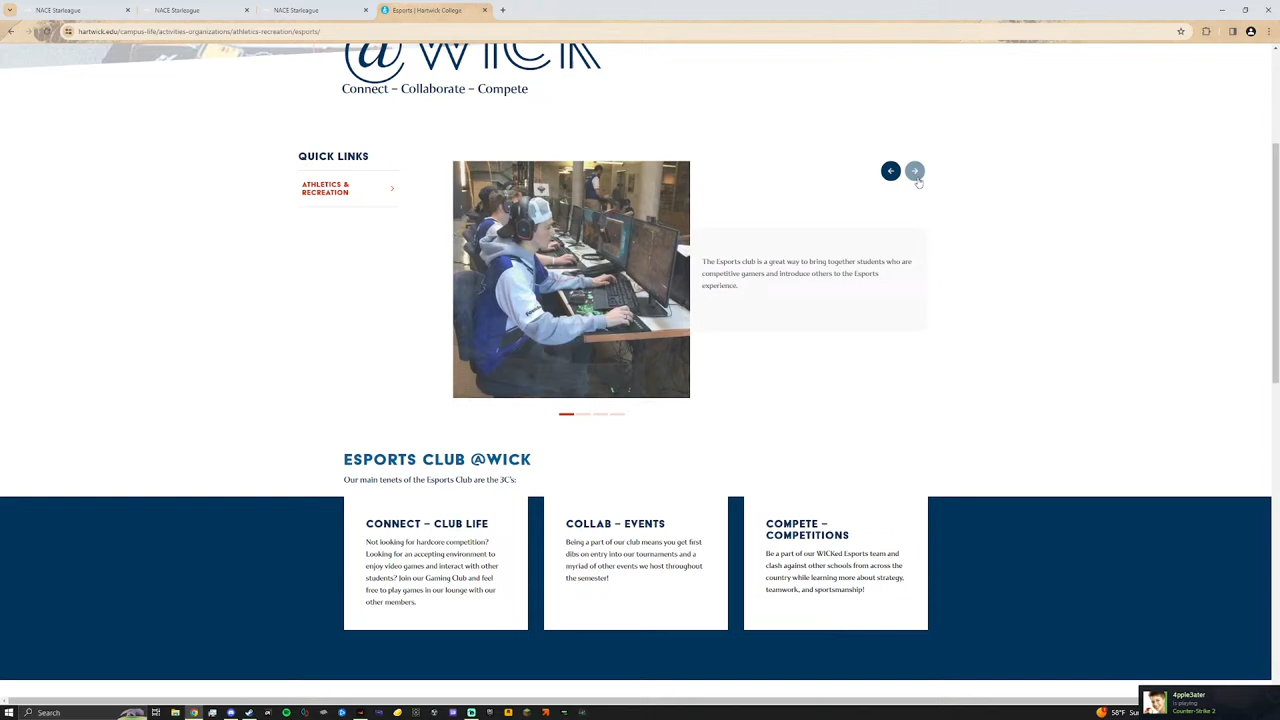 NACE Starleague
NACE Starleague
NACE Starleague
Esports | Hartwick College
hartwick.edu/campus-life/activities-organizations/athletics-recreation/esports/
@WICK
Connect – Collaborate – Compete
QUICK LINKS
ATHLETICS &
RECREATION
The Esports club is a great way to bring together students who are
competitive gamers and introduce others to the Esports
experience.
ESPORTS CLUB @WICK
Our main tenets of the Esports Club are the 3C's:
CONNECT – CLUB LIFE
Not looking for hardcore competition?
Looking for an accepting environment to
enjoy video games and interact with other
students? Join our Gaming Club and feel
free to play games in our lounge with our
other members.
COLLAB – EVENTS
Being a part of our club means you get first
dibs on entry into our tournaments and a
myriad of other events we host throughout
the semester!
COMPETE –
COMPETITIONS
Be a part of our WICKed Esports team and
clash against other schools from across the
country while learning more about strategy,
teamwork, and sportsmanship!
4pple3ater
is playing
Counter-Strike 2
Search
58°F